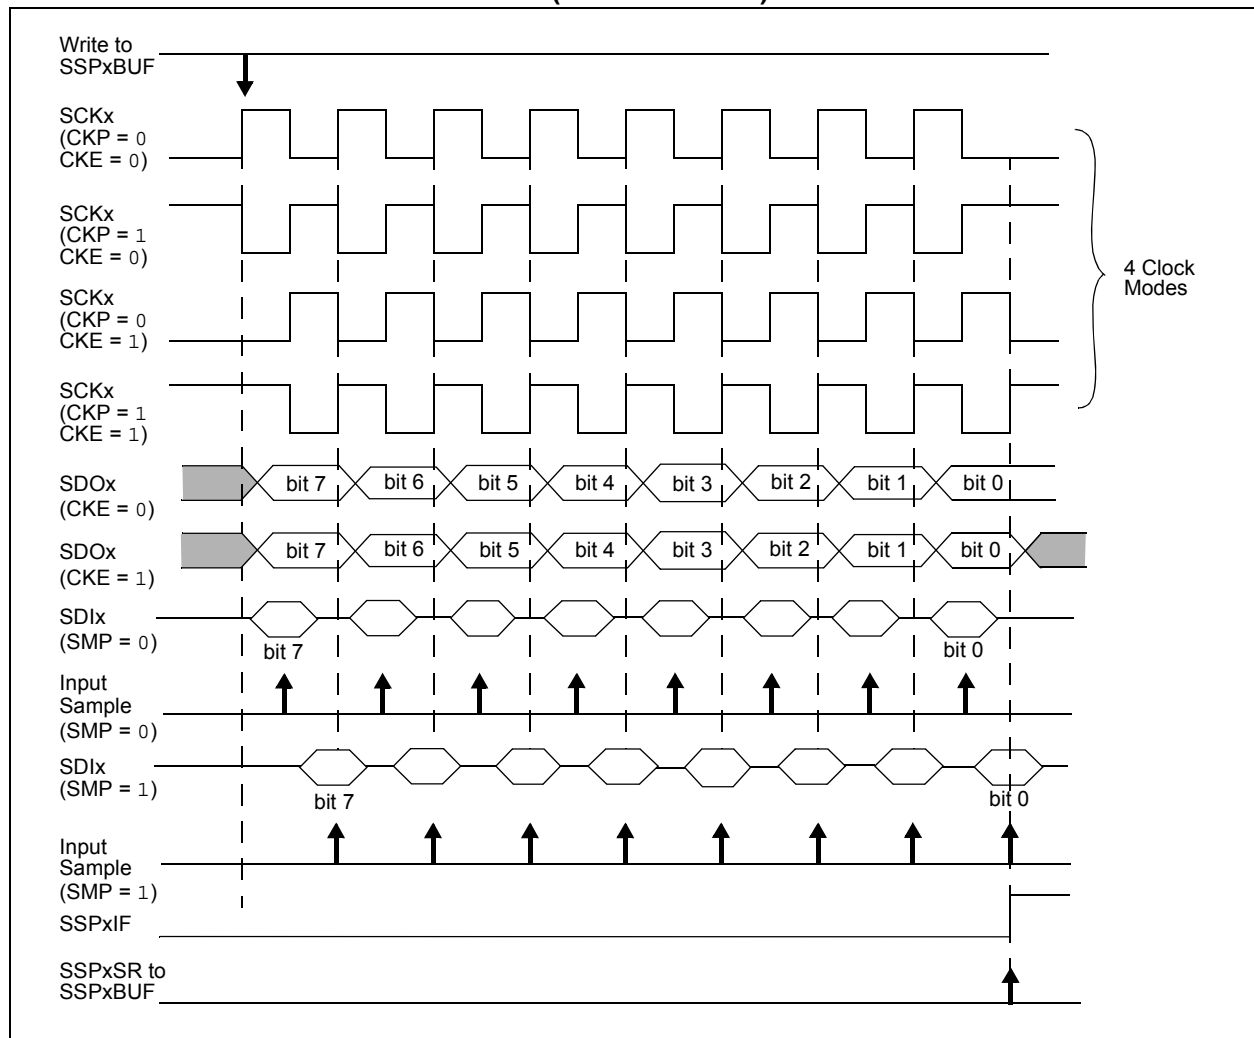 Write to
SSPxBUF
SCKx
(CKP = 0
CKE = 0)
SCKx
(CKP = 1
CKE = 0)
SCKx
(CKP = 0
CKE = 1)
SCKx
(CKP = 1
CKE = 1)
4 Clock
Modes
SDOx
(CKE = 0)
bit 7 bit 6 bit 5 bit 4 bit 3 bit 2 bit 1 bit 0
SDOx
(CKE = 1)
bit 7 bit 6 bit 5 bit 4 bit 3 bit 2 bit 1 bit 0
SDIx
(SMP = 0)
bit 7 bit 0
Input
Sample
(SMP = 0)
SDIx
(SMP = 1)
bit 7 bit 0
Input
Sample
(SMP = 1)
SSPxIF
SSPxSR to
SSPxBUF